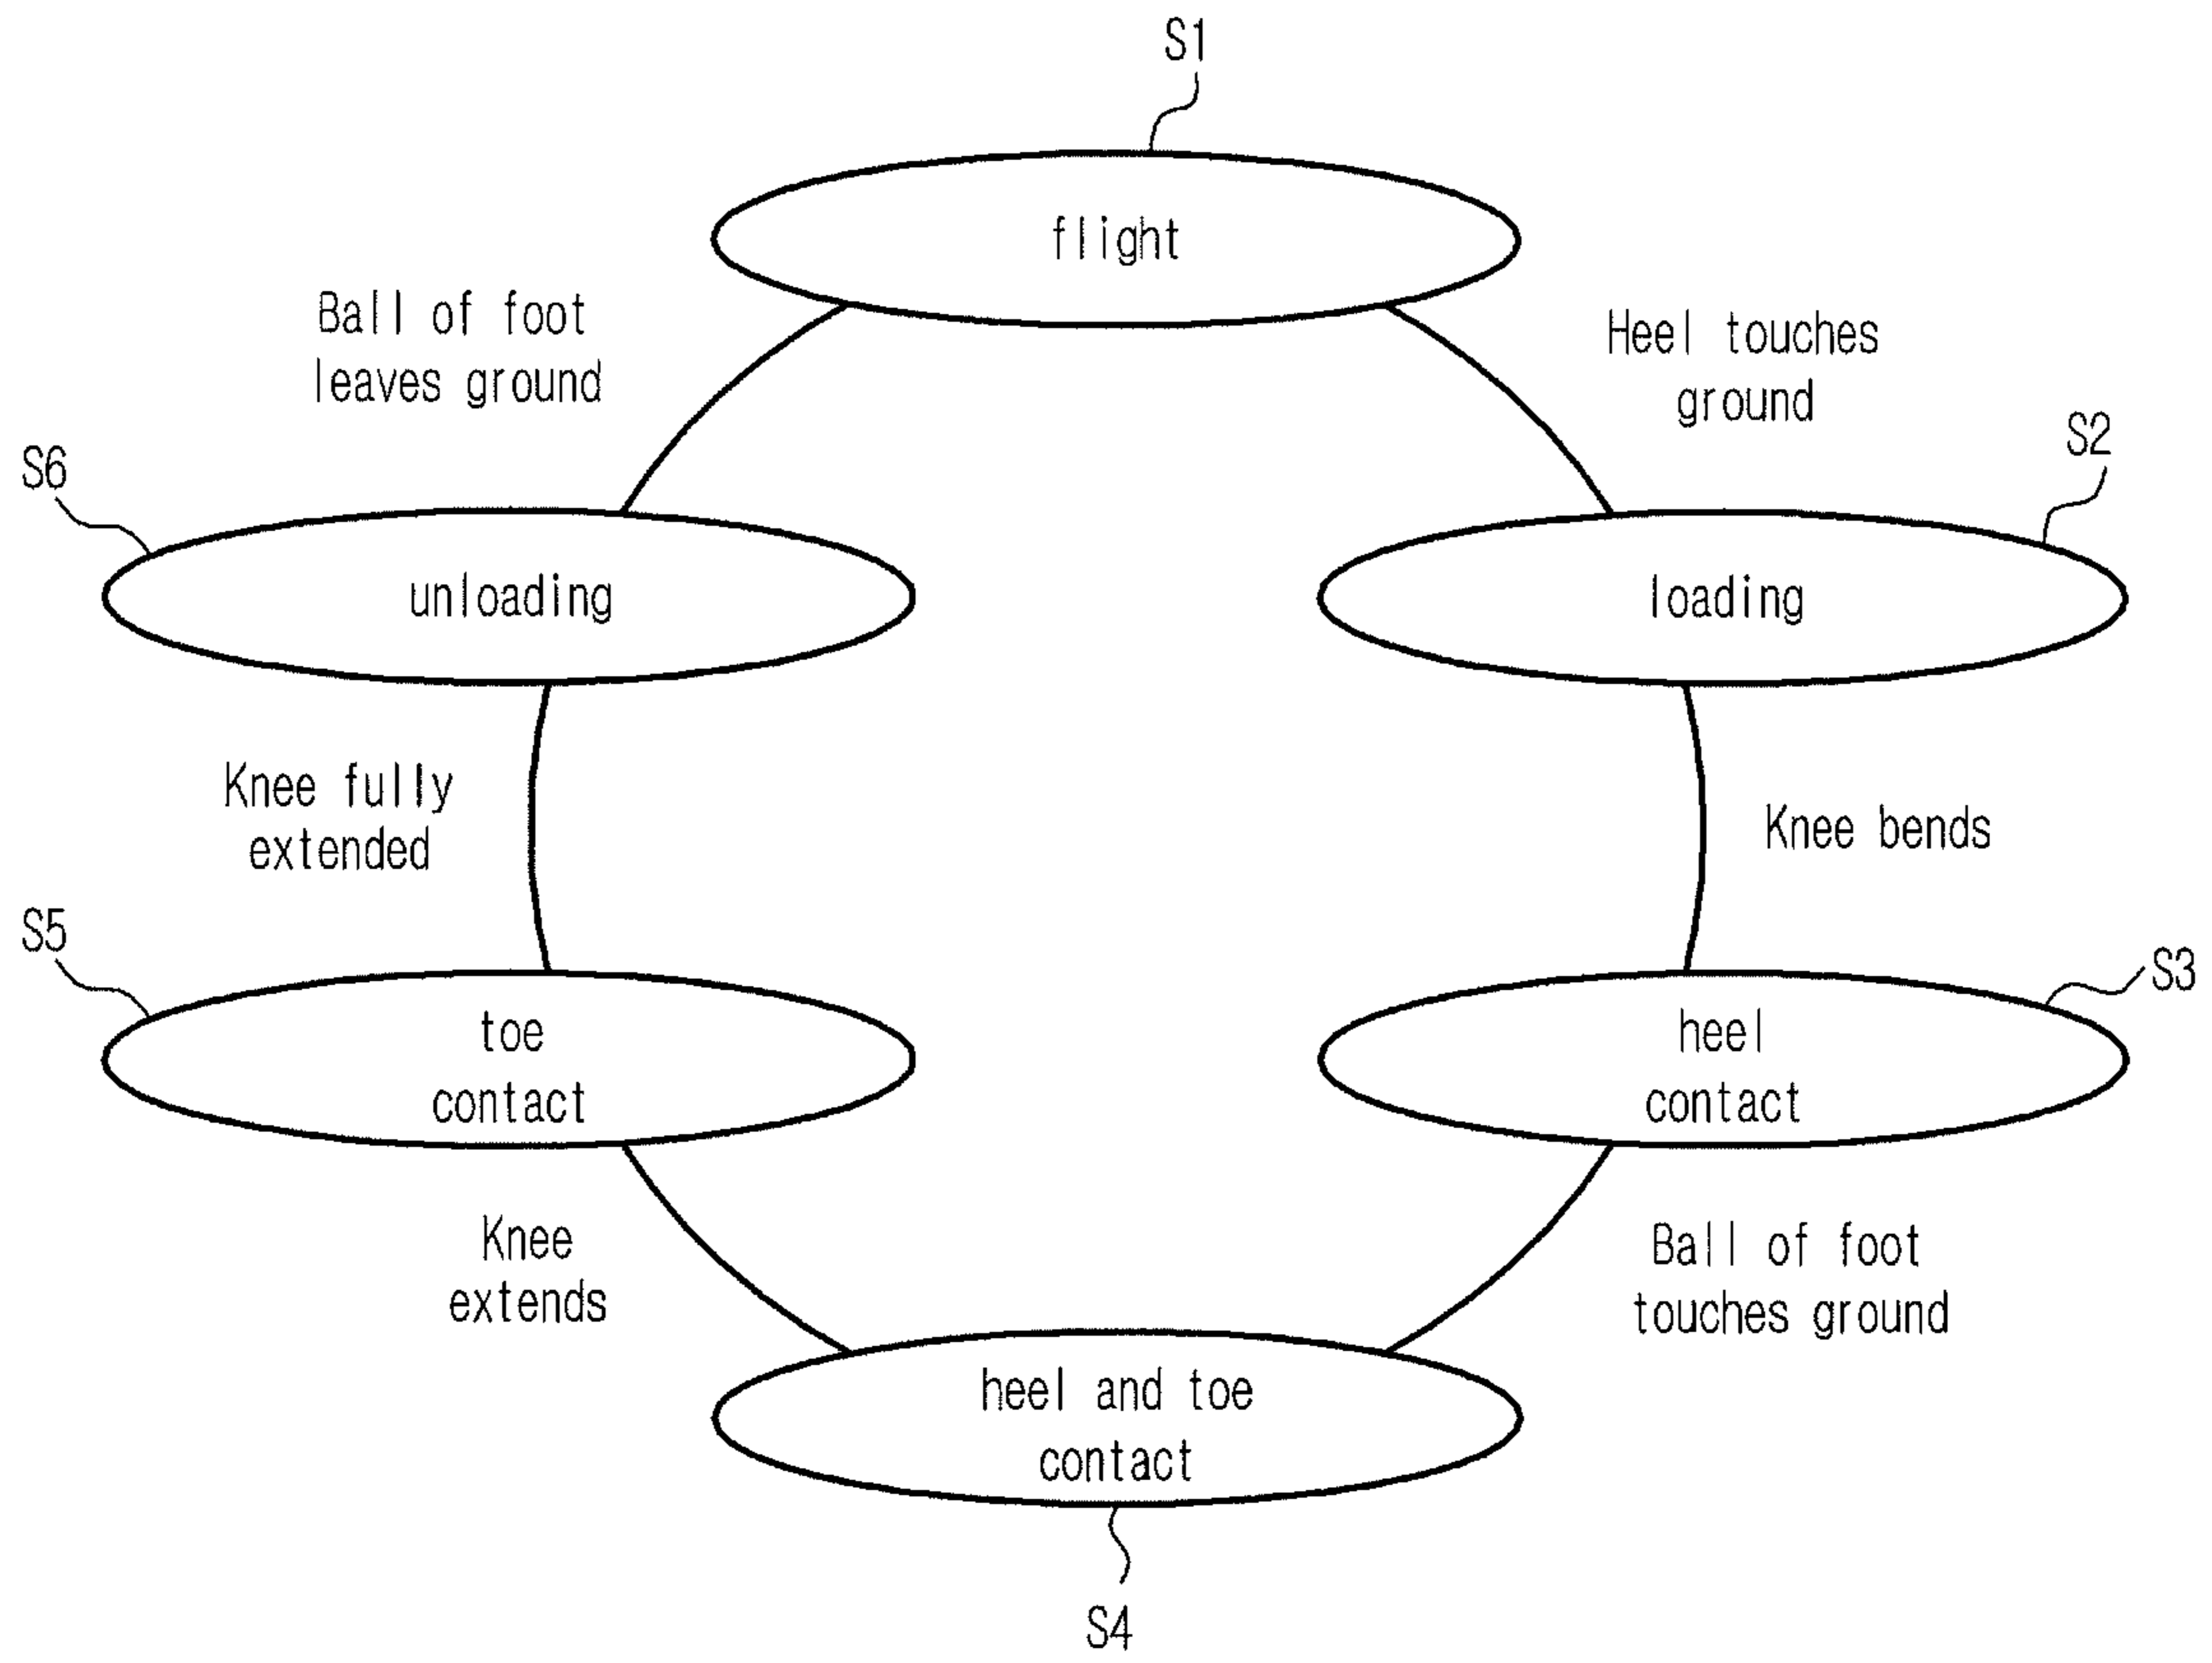 S1
flight
Ball of foot
leaves ground
Heel touches
ground
S6
S2
unloading
loading
Knee fully
extended
Knee bends
S5
S3
toe
contact
heel
contact
Knee
extends
Ball of foot
touches ground
heel and toe
contact
S4